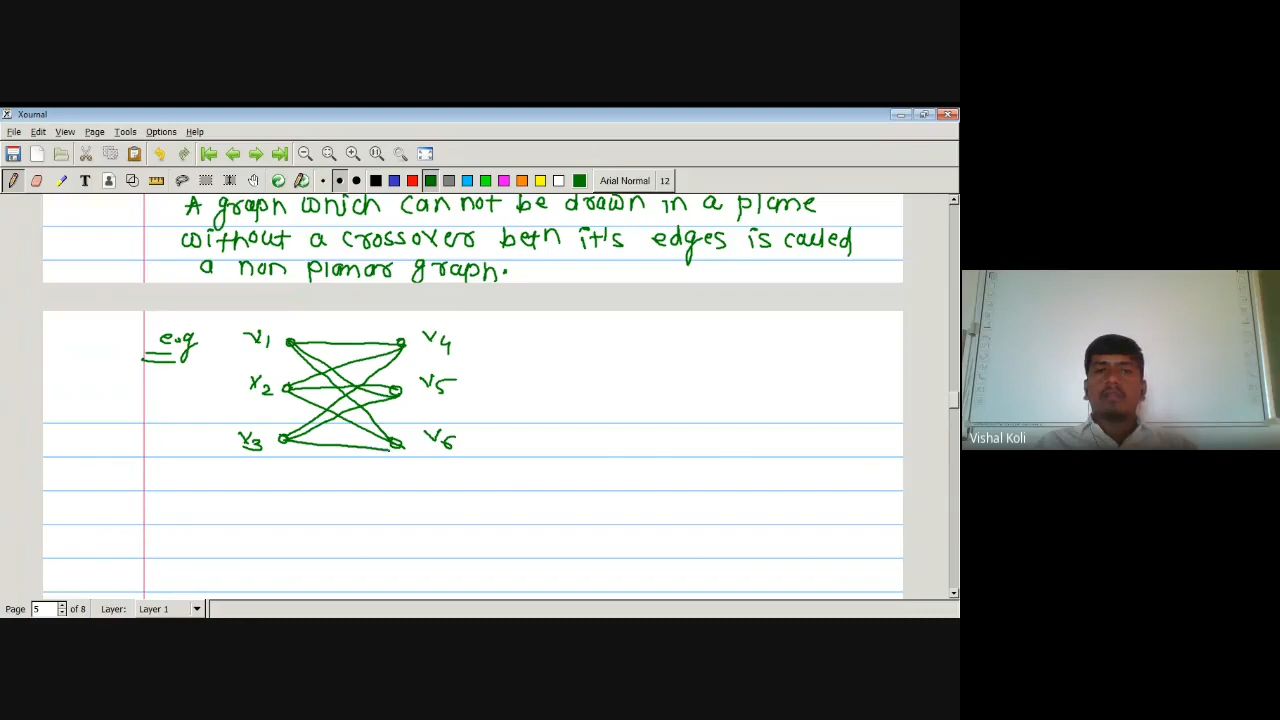 Xournal
File Edit View Page Tools Options Help
Arial Normal 12
A graph which can not be drawn in a plane
without a crossover betn it's edges is called
a non planar graph.
e.g
v1 v4
v2 v5
v3 v6
Vishal Koli
Page 5 of 8 Layer: Layer 1